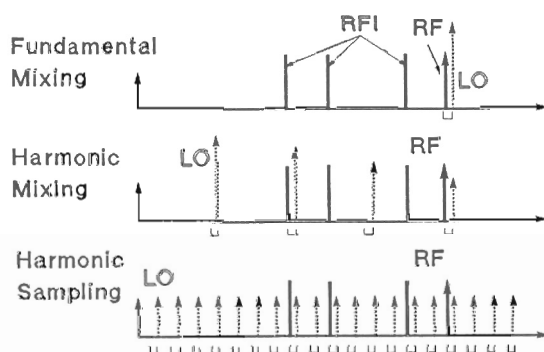 RFI
RF
Fundamental
Mixing
LO
Harmonic
Mixing
LO
RF
Harmonic
Sampling
LO
RF